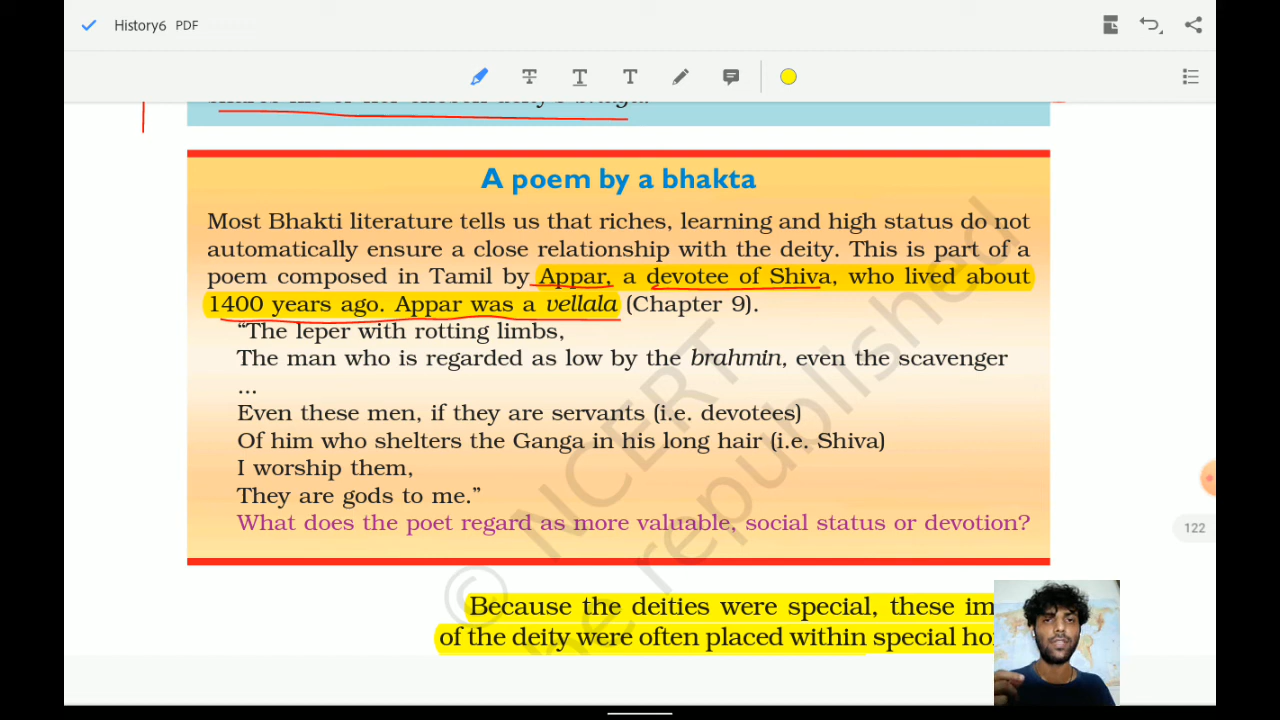 History6 PDF
A poem by a bhakta
Most Bhakti literature tells us that riches, learning and high status do not
automatically ensure a close relationship with the deity. This is part of a
poem composed in Tamil by Appar, a devotee of Shiva, who lived about
1400 years ago. Appar was a vellala (Chapter 9).
“The leper with rotting limbs,
The man who is regarded as low by the brahmin, even the scavenger
...
Even these men, if they are servants (i.e. devotees)
Of him who shelters the Ganga in his long hair (i.e. Shiva)
I worship them,
They are gods to me.”
What does the poet regard as more valuable, social status or devotion?
122
Because the deities were special, these im
of the deity were often placed within special ho
© NCERT
republished